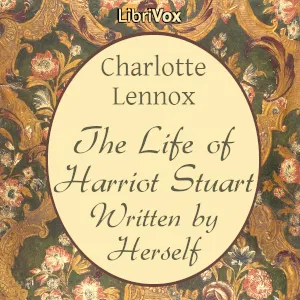 LibriVox
Charlotte
Lennox
The Life of
Harriot Stuart
Written by
Herself